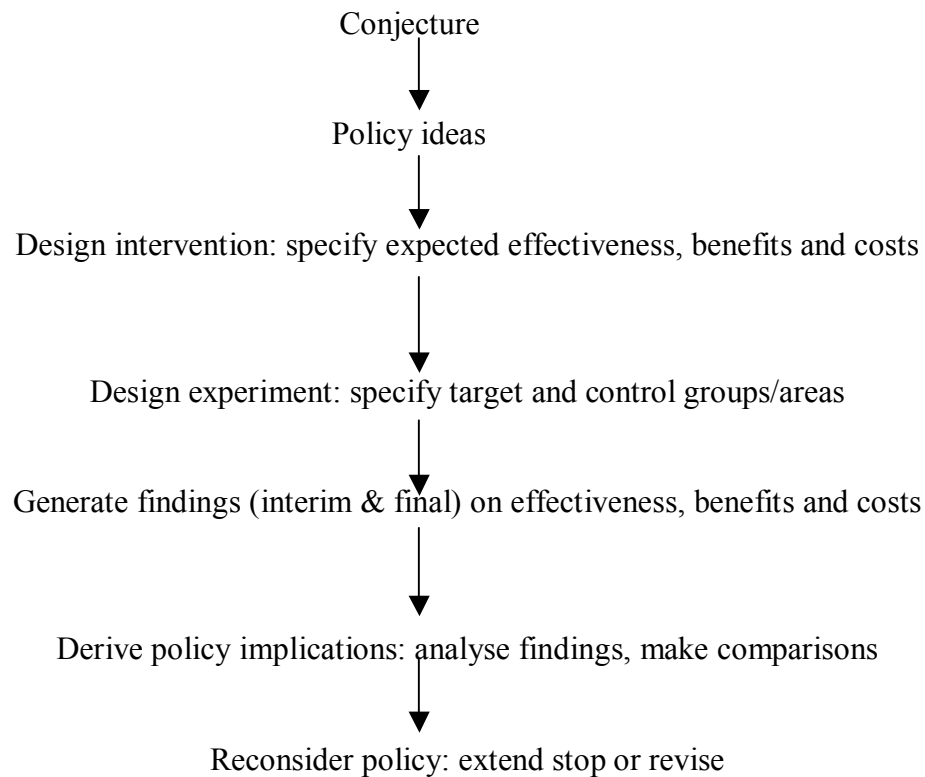 Conjecture
Policy ideas
Design intervention: specify expected effectiveness, benefits and costs
Design experiment: specify target and control groups/areas
Generate findings (interim & final) on effectiveness, benefits and costs
Derive policy implications: analyse findings, make comparisons
Reconsider policy: extend stop or revise